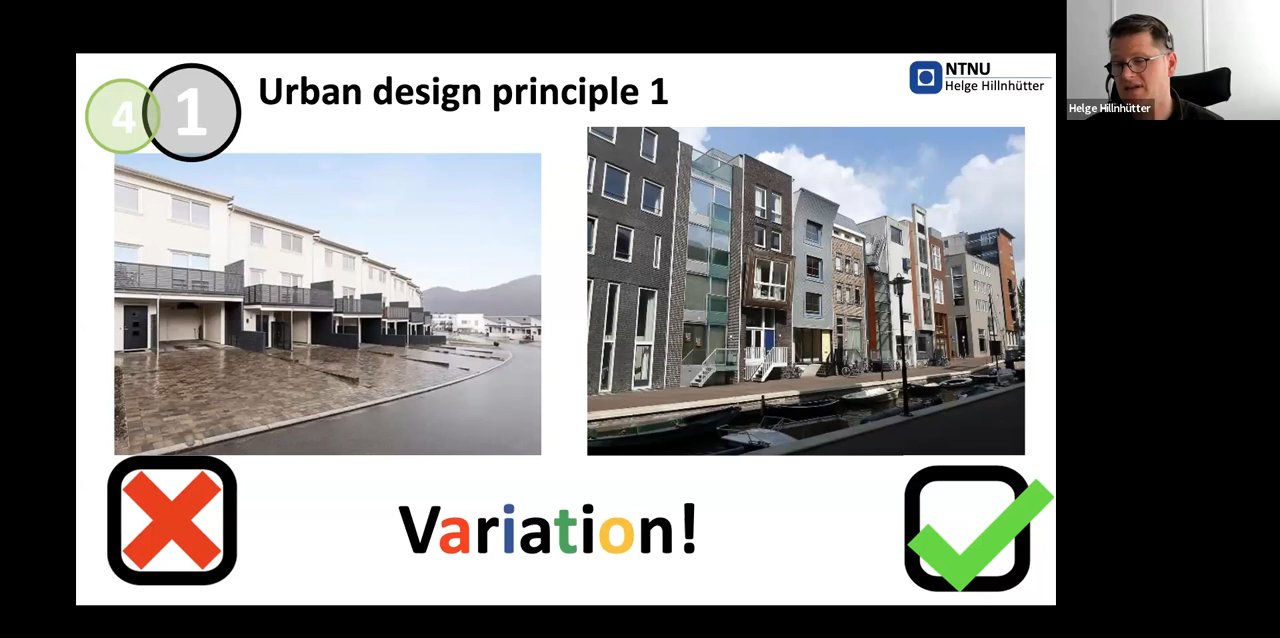 4 1
Urban design principle 1
NTNU
Helge Hillnhütter
Helge Hillnhütter
Variation!